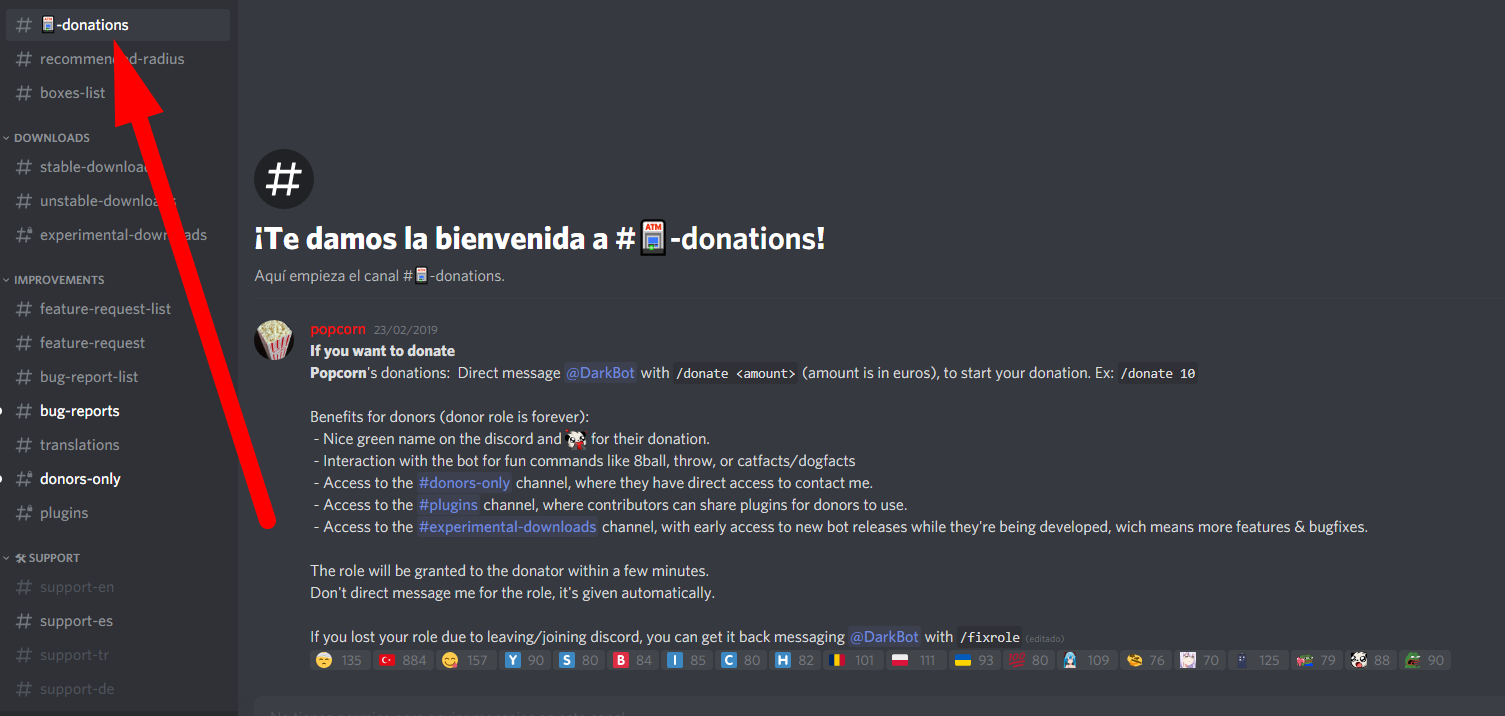 -donations
recommended-radius
boxes-list
DOWNLOADS
stable-downloads
unstable-downloads
experimental-downloads
IMPROVEMENTS
feature-request-list
feature-request
bug-report-list
bug-reports
translations
donors-only
plugins
🛠 SUPPORT
support-en
support-es
support-tr
support-de
¡Te damos la bienvenida a #🏧-donations!
Aquí empieza el canal #🏧-donations.
popcorn 23/02/2019
If you want to donate
Popcorn's donations: Direct message @DarkBot with /donate <amount> (amount is in euros), to start your donation. Ex: /donate 10
Benefits for donors (donor role is forever):
- Nice green name on the discord and for their donation.
- Interaction with the bot for fun commands like 8ball, throw, or catfacts/dogfacts
- Access to the #donors-only channel, where they have direct access to contact me.
- Access to the #plugins channel, where contributors can share plugins for donors to use.
- Access to the #experimental-downloads channel, with early access to new bot releases while they're being developed, wich means more features & bugfixes.
The role will be granted to the donator within a few minutes.
Don't direct message me for the role, it's given automatically.
If you lost your role due to leaving/joining discord, you can get it back messaging @DarkBot with /fixrole (editado)
135 884 157 Y 90 S 80 B 84 I 85 C 80 H 82 101 111 93 80 109 76 70 125 79 88 90